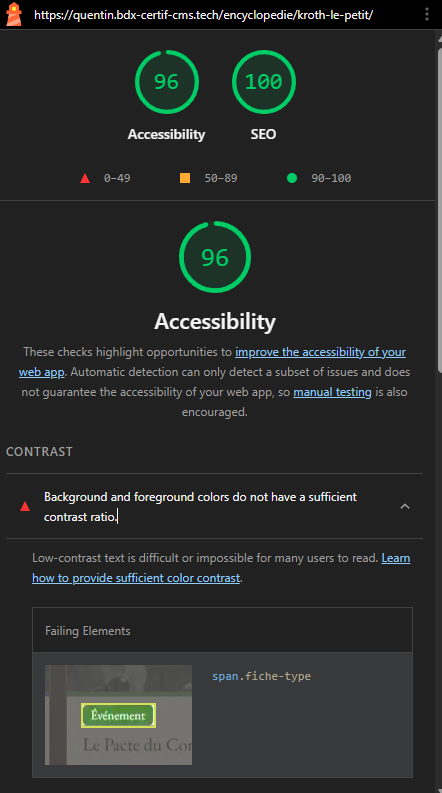 https://quentin.bdx-certif-cms.tech/encyclopedie/kroth-le-petit/
96
100
Accessibility
SEO
0–49
50–89
90–100
96
Accessibility
These checks highlight opportunities to improve the accessibility of your
web app. Automatic detection can only detect a subset of issues and does
not guarantee the accessibility of your web app, so manual testing is also
encouraged.
CONTRAST
Background and foreground colors do not have a sufficient
contrast ratio.
Low-contrast text is difficult or impossible for many users to read. Learn
how to provide sufficient color contrast.
Failing Elements
Événement
span.fiche-type
Le Pacte du Cor